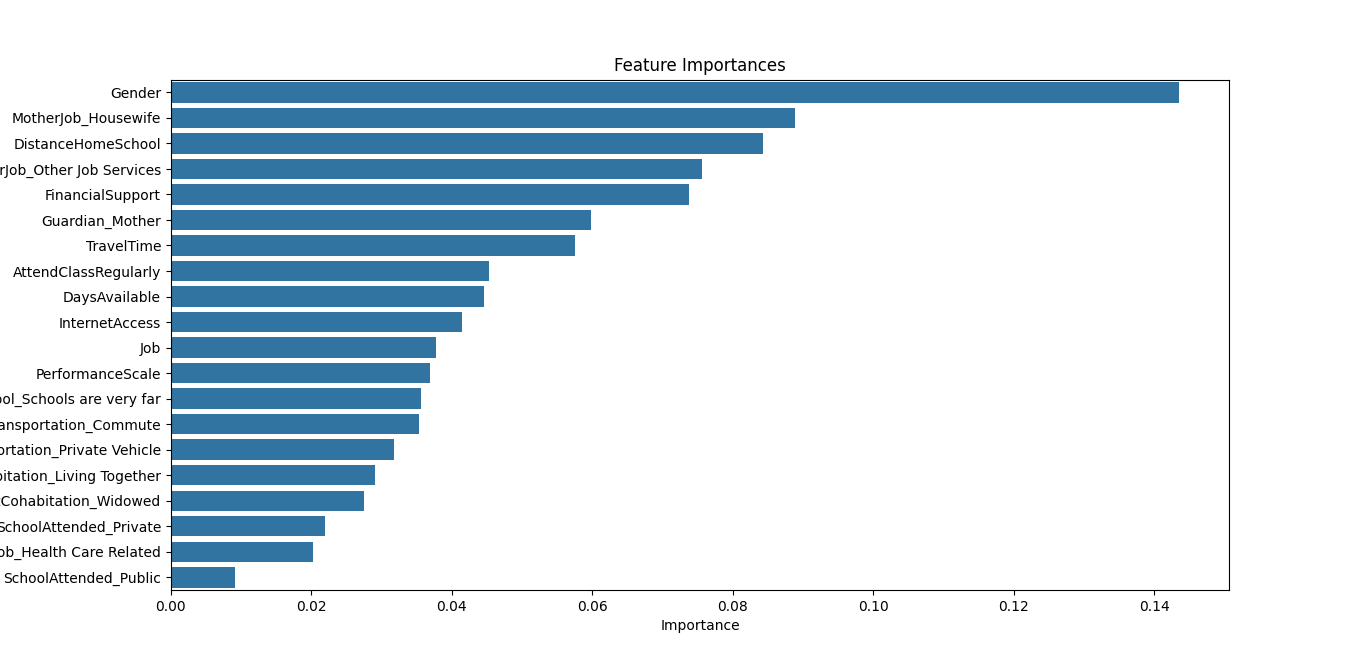 Feature Importances
Gender
MotherJob_Housewife
DistanceHomeSchool
rJob_Other Job Services
FinancialSupport
Guardian_Mother
TravelTime
AttendClassRegularly
DaysAvailable
InternetAccess
Job
PerformanceScale
ool_Schools are very far
ansportation_Commute
ortation_Private Vehicle
bitation_Living Together
Cohabitation_Widowed
SchoolAttended_Private
ob_Health Care Related
SchoolAttended_Public
0.00 0.02 0.04 0.06 0.08 0.10 0.12 0.14
Importance